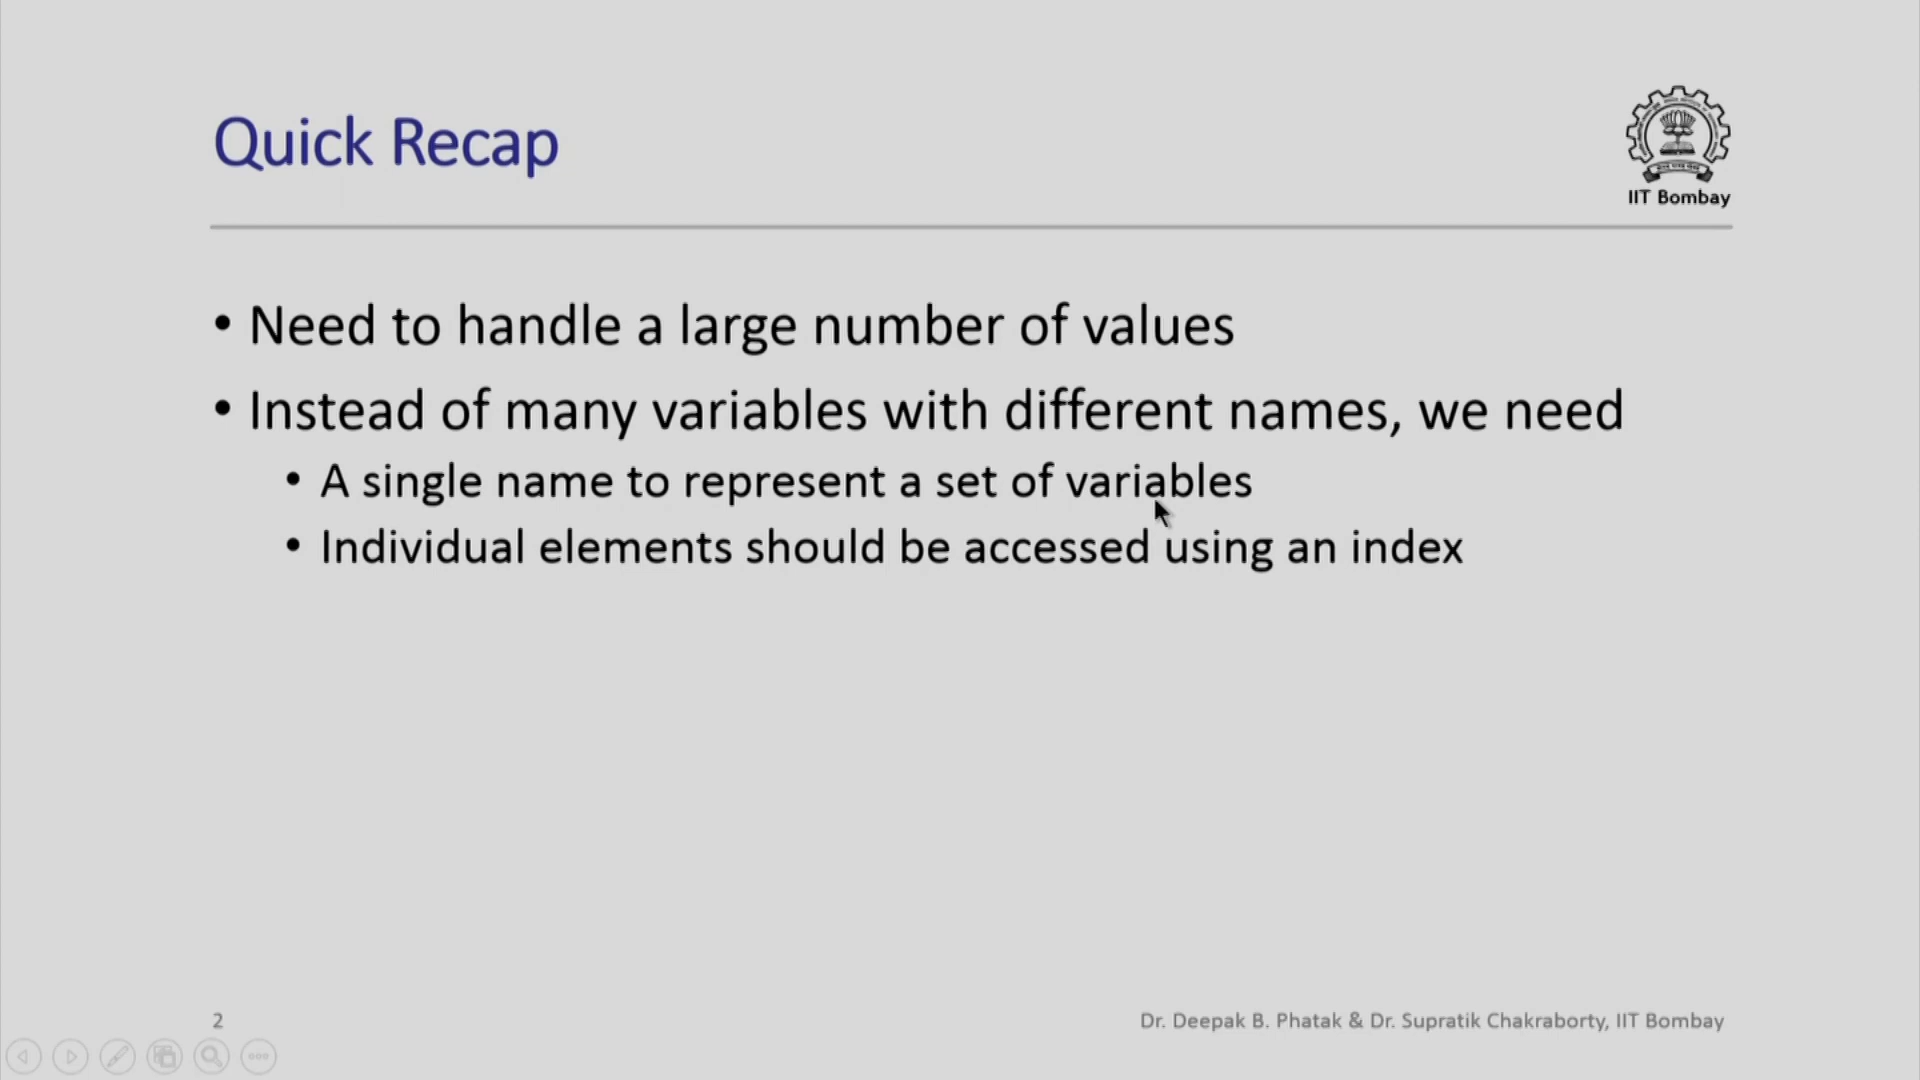 Quick Recap
IIT Bombay
• Need to handle a large number of values
• Instead of many variables with different names, we need
• A single name to represent a set of variables
• Individual elements should be accessed using an index
2
Dr. Deepak B. Phatak & Dr. Supratik Chakraborty, IIT Bombay